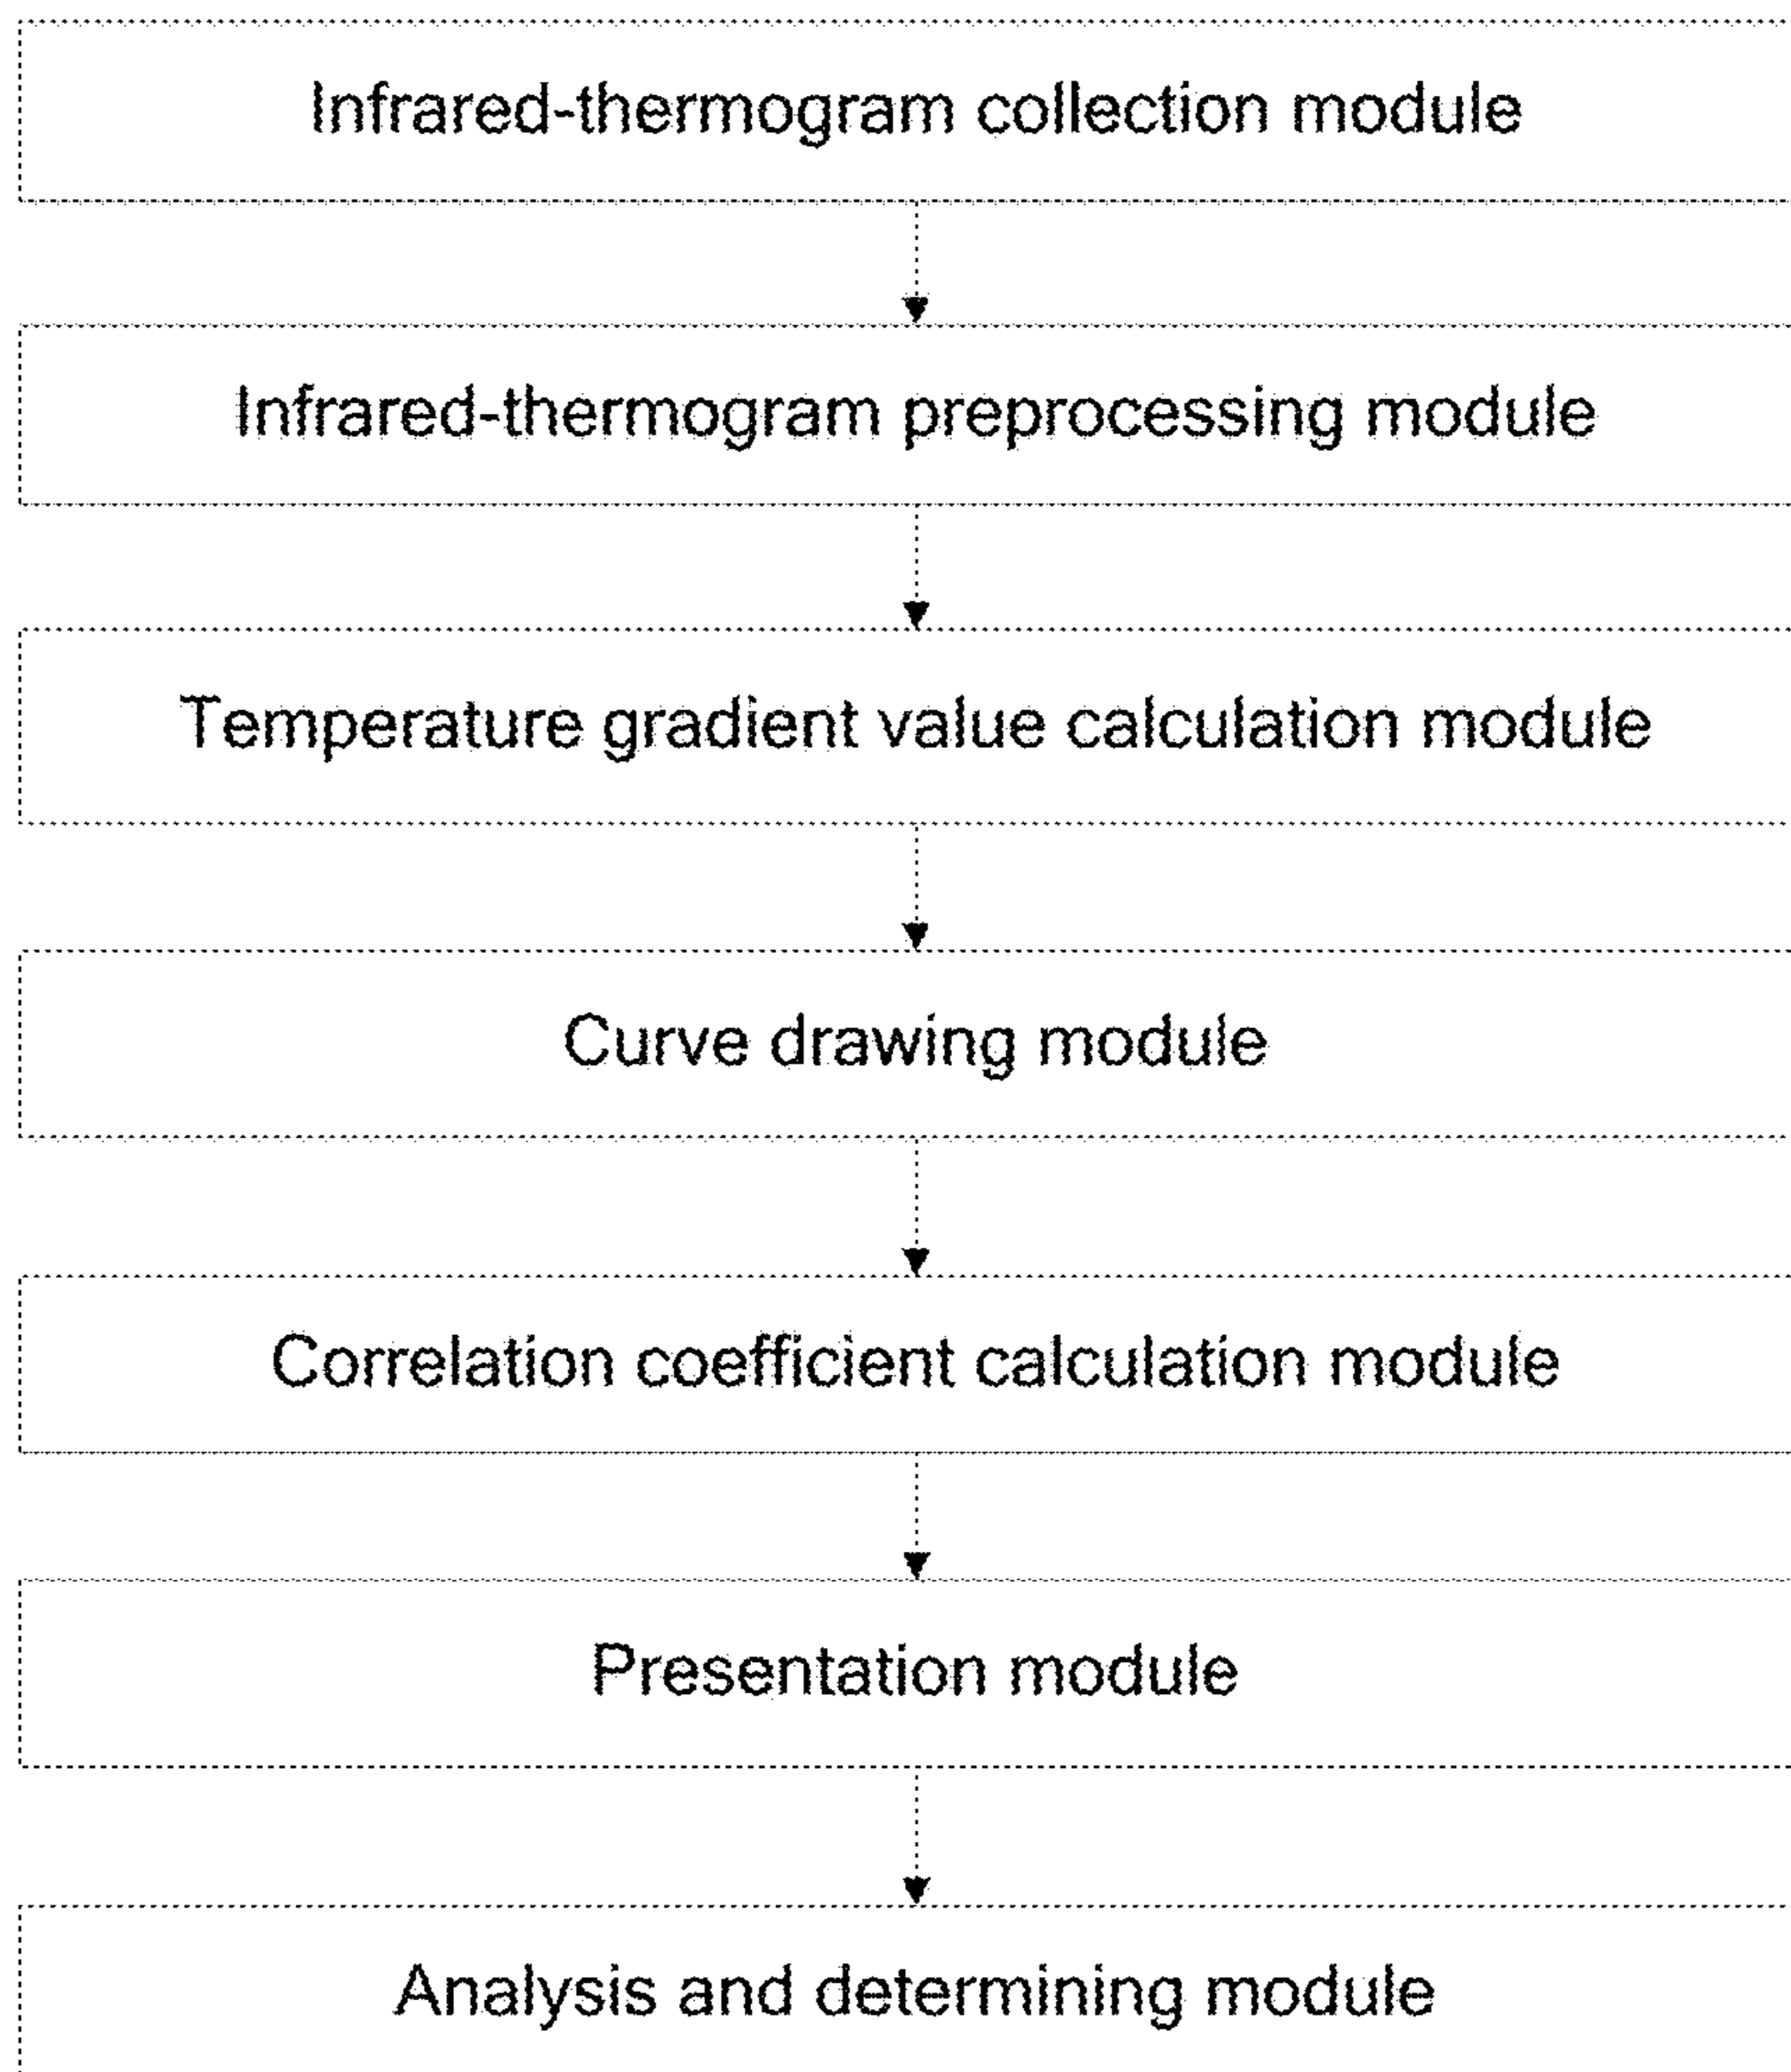 Infrared-thermogram collection module
Infrared-thermogram preprocessing module
Temperature gradient value calculation module
Curve drawing module
Correlation coefficient calculation module
Presentation module
Analysis and determining module